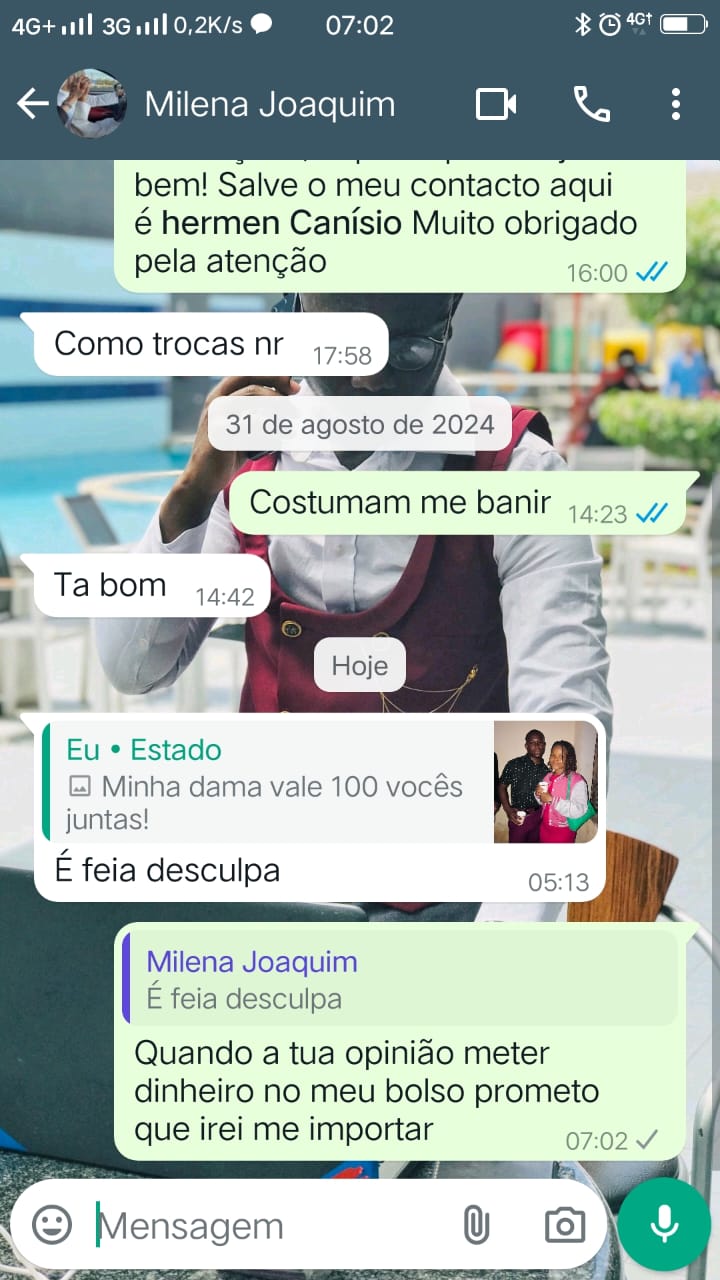 4G+ 3G 0,2K/s 07:02 4G
Milena Joaquim
bem! Salve o meu contacto aqui
é hermen Canísio Muito obrigado
pela atenção
16:00
Como trocas nr 17:58
31 de agosto de 2024
Costumam me banir 14:23
Ta bom 14:42
Hoje
Eu • Estado
Minha dama vale 100 vocês
juntas!
É feia desculpa
05:13
Milena Joaquim
É feia desculpa
Quando a tua opinião meter
dinheiro no meu bolso prometo
que irei me importar
07:02
Mensagem